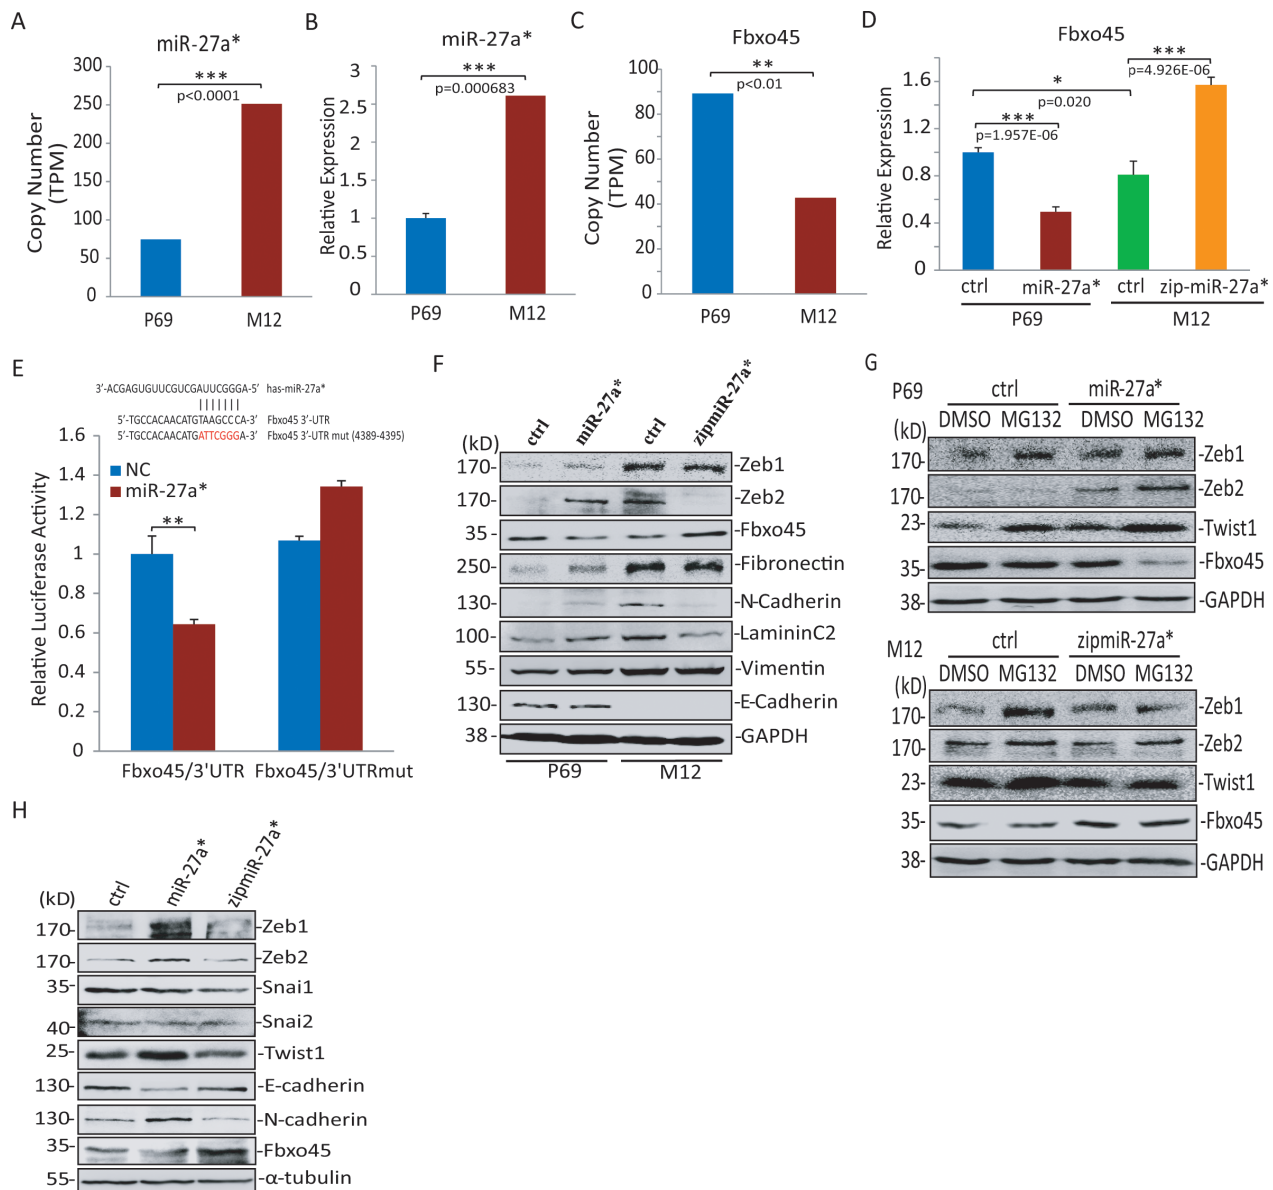 A
miR-27a*
***
p<0.0001
Copy Number
(TPM)
300
250
200
150
100
50
0
P69
M12
B
miR-27a*
***
p=0.000683
Relative Expression
3
2.5
2
1.5
1
0.5
0
P69
M12
C
Fbxo45
**
p<0.01
Copy Number
(TPM)
100
80
60
40
20
0
P69
M12
D
Fbxo45
***
p=4.926E-06
*
p=0.020
***
p=1.957E-06
Relative Expression
1.6
1.2
0.8
0.4
0
ctrl
miR-27a*
ctrl
zip-miR-27a*
P69
M12
E
3'-ACGAGUGUUCGUCGAUUCGGGA-5' has-miR-27a*
5'-TGCCACAACATGTAAGCCCA-3' Fbxo45 3'-UTR
5'-TGCCACAACATGATTCGGGA-3' Fbxo45 3'-UTR mut (4389-4395)
NC
miR-27a*
**
Relative Luciferase Activity
1.6
1.4
1.2
1
0.8
0.6
0.4
0.2
0
Fbxo45/3'UTR
Fbxo45/3'UTRmut
F
(kD)
ctrl
miR-27a*
ctrl
zipmiR-27a*
170- -Zeb1
170- -Zeb2
35- -Fbxo45
250- -Fibronectin
130- -N-Cadherin
100- -LamininC2
55- -Vimentin
130- -E-Cadherin
38- -GAPDH
P69
M12
G
P69
ctrl
miR-27a*
(kD)
DMSO MG132 DMSO MG132
170- -Zeb1
170- -Zeb2
23- -Twist1
35- -Fbxo45
38- -GAPDH
M12
ctrl
zipmiR-27a*
(kD)
DMSO MG132 DMSO MG132
170- -Zeb1
170- -Zeb2
23- -Twist1
35- -Fbxo45
38- -GAPDH
H
(kD)
ctrl
miR-27a*
zipmiR-27a*
170- -Zeb1
170- -Zeb2
35- -Snai1
40- -Snai2
25- -Twist1
130- -E-cadherin
130- -N-cadherin
35- -Fbxo45
55- -α-tubulin